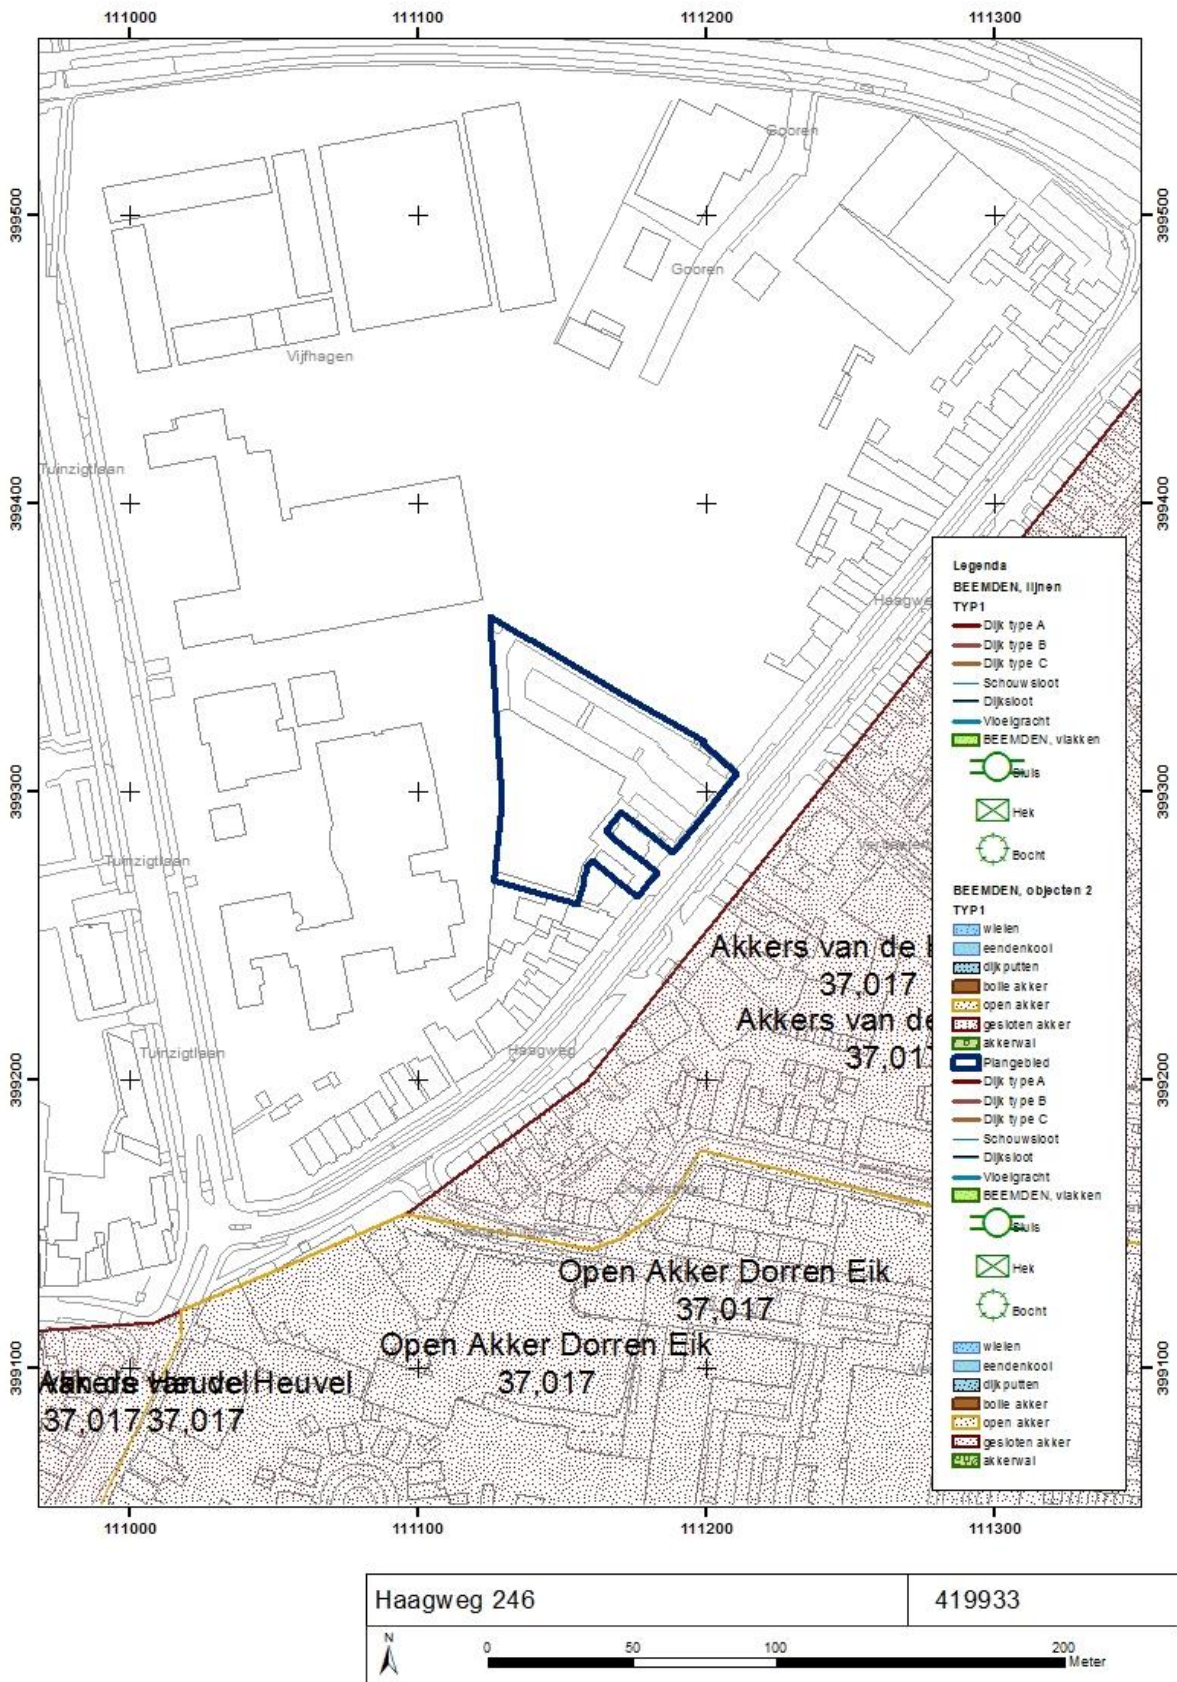 111000 111100 111200 111300
399500 399500
399400 399400
399300 399300
399200 399200
399100 399100
Gooren
Gooren
Vijfhagen
Tuinzigtlaan
Haagwe
Tuinzigtlaan
Tuinzigtlaan
Haagweg
Akkers van de
37,017
Akkers van de
37,017
Open Akker Dorren Eik
37,017
Open Akker Dorren Eik
37,017
Heuvel
37,017 37,017
Legenda
BEEMDEN, lijnen
TYP1
Dijk type A
Dijk type B
Dijk type C
Schouwsloot
Dijksloot
Vloeigracht
BEEMDEN, vlakken
Sluis
Hek
Bocht
BEEMDEN, objecten 2
TYP1
wielen
eendenkooi
dijkputten
bolle akker
open akker
gesloten akker
akkerwal
Plangebied
Dijk type A
Dijk type B
Dijk type C
Schouwsloot
Dijksloot
Vloeigracht
BEEMDEN, vlakken
Sluis
Hek
Bocht
wielen
eendenkooi
dijkputten
bolle akker
open akker
gesloten akker
akkerwal
111000 111100 111200 111300
Haagweg 246 419933
N
0 50 100 200
Meter